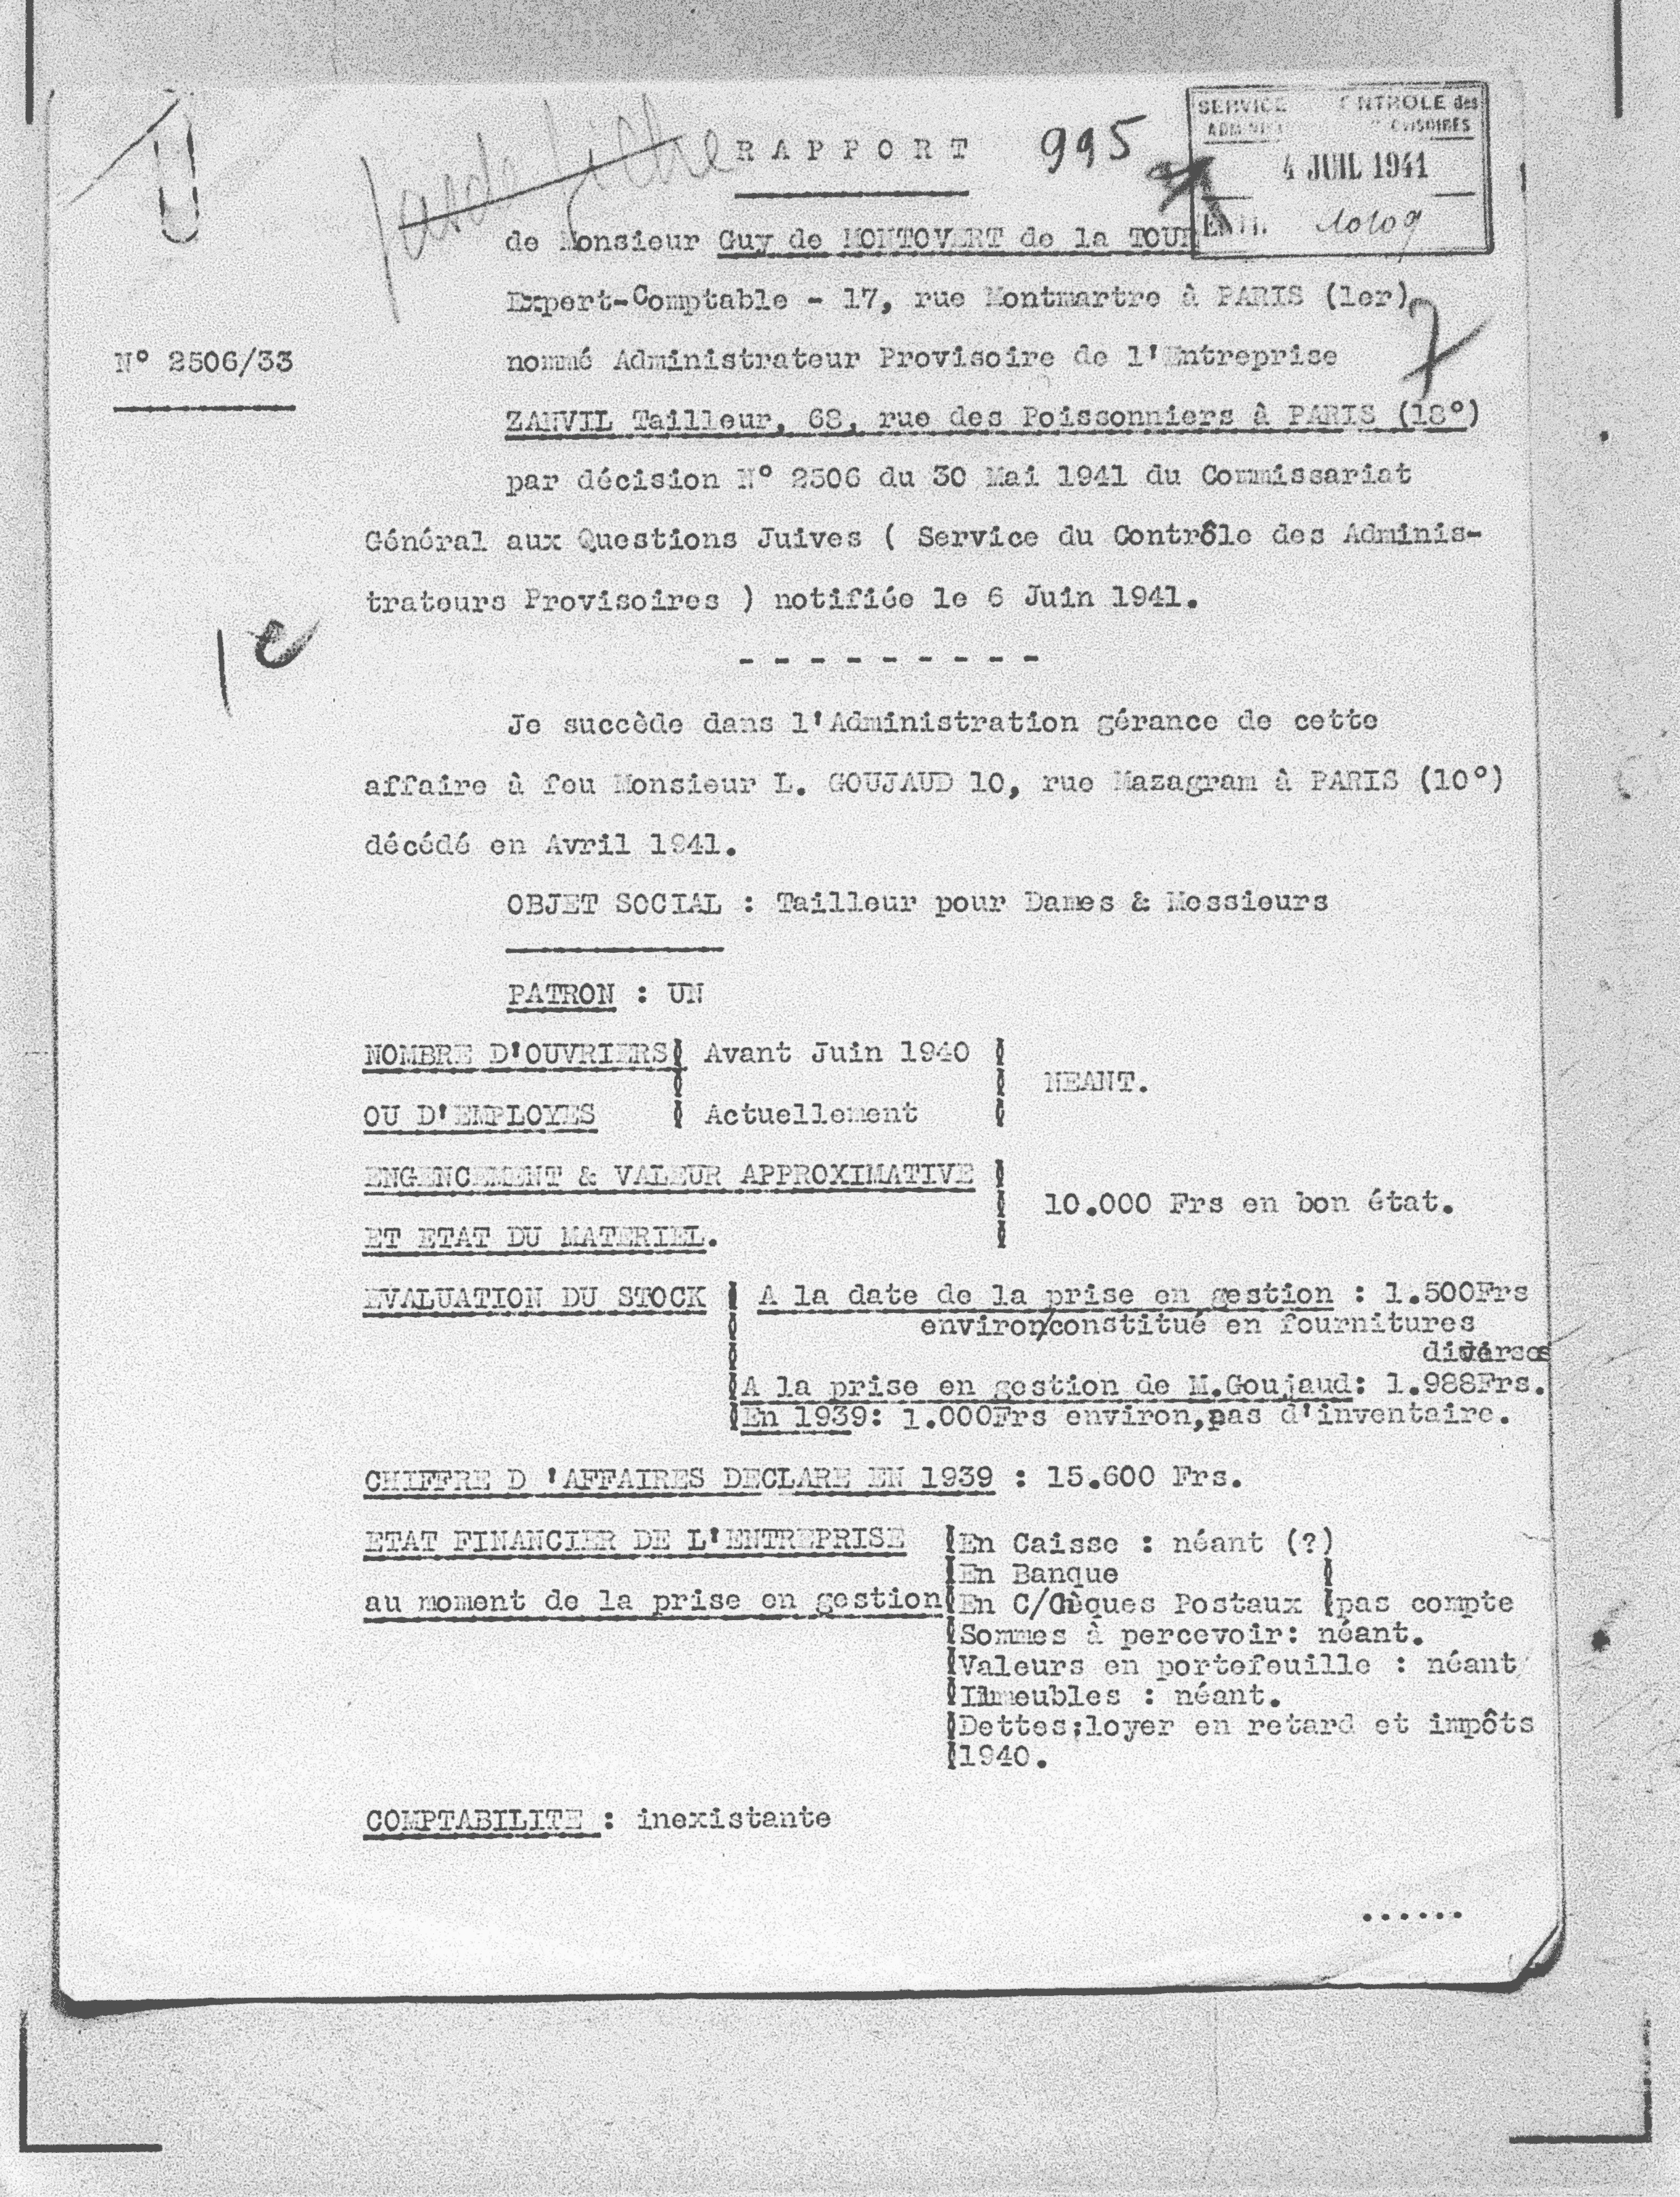 R A P P O R T 995
SERVICE NTROLE des
4 JUIL 1941
10109
de Monsieur Guy de MONTOVERT de la TOUR
Expert-Comptable - 17, rue Montmartre à PARIS (1er)
N° 2506/33
nommé Administrateur Provisoire de l'Entreprise
ZANVIL Tailleur, 68, rue des Poissonniers à PARIS (18°)
par décision N° 2506 du 30 Mai 1941 du Commissariat
Général aux Questions Juives ( Service du Contrôle des Adminis-
trateurs Provisoires ) notifiée le 6 Juin 1941.
- - - - - - - - -
Je succède dans l'Administration gérance de cette
affaire à feu Monsieur L. GOUJAUD 10, rue Mazagram à PARIS (10°)
décédé en Avril 1941.
OBJET SOCIAL : Tailleur pour Dames & Messieurs
PATRON : UN
NOMBRE D'OUVRIERS Avant Juin 1940
NEANT.
OU D'EMPLOYES Actuellement
ENGENCEMENT & VALEUR APPROXIMATIVE
10.000 Frs en bon état.
ET ETAT DU MATERIEL.
EVALUATION DU STOCK A la date de la prise en gestion : 1.500Frs
environ/constitué en fournitures
diverses
A la prise en gestion de M.Goujaud: 1.988Frs.
En 1939: 1.000Frs environ,pas d'inventaire.
CHIFFRE D 'AFFAIRES DECLARE EN 1939 : 15.600 Frs.
ETAT FINANCIER DE L'ENTREPRISE En Caisse : néant (?)
En Banque
au moment de la prise en gestion En C/Chèques Postaux pas compte
Sommes à percevoir: néant.
Valeurs en portefeuille : néant
Immeubles : néant.
Dettes;loyer en retard et impôts
1940.
COMPTABILITE : inexistante
......